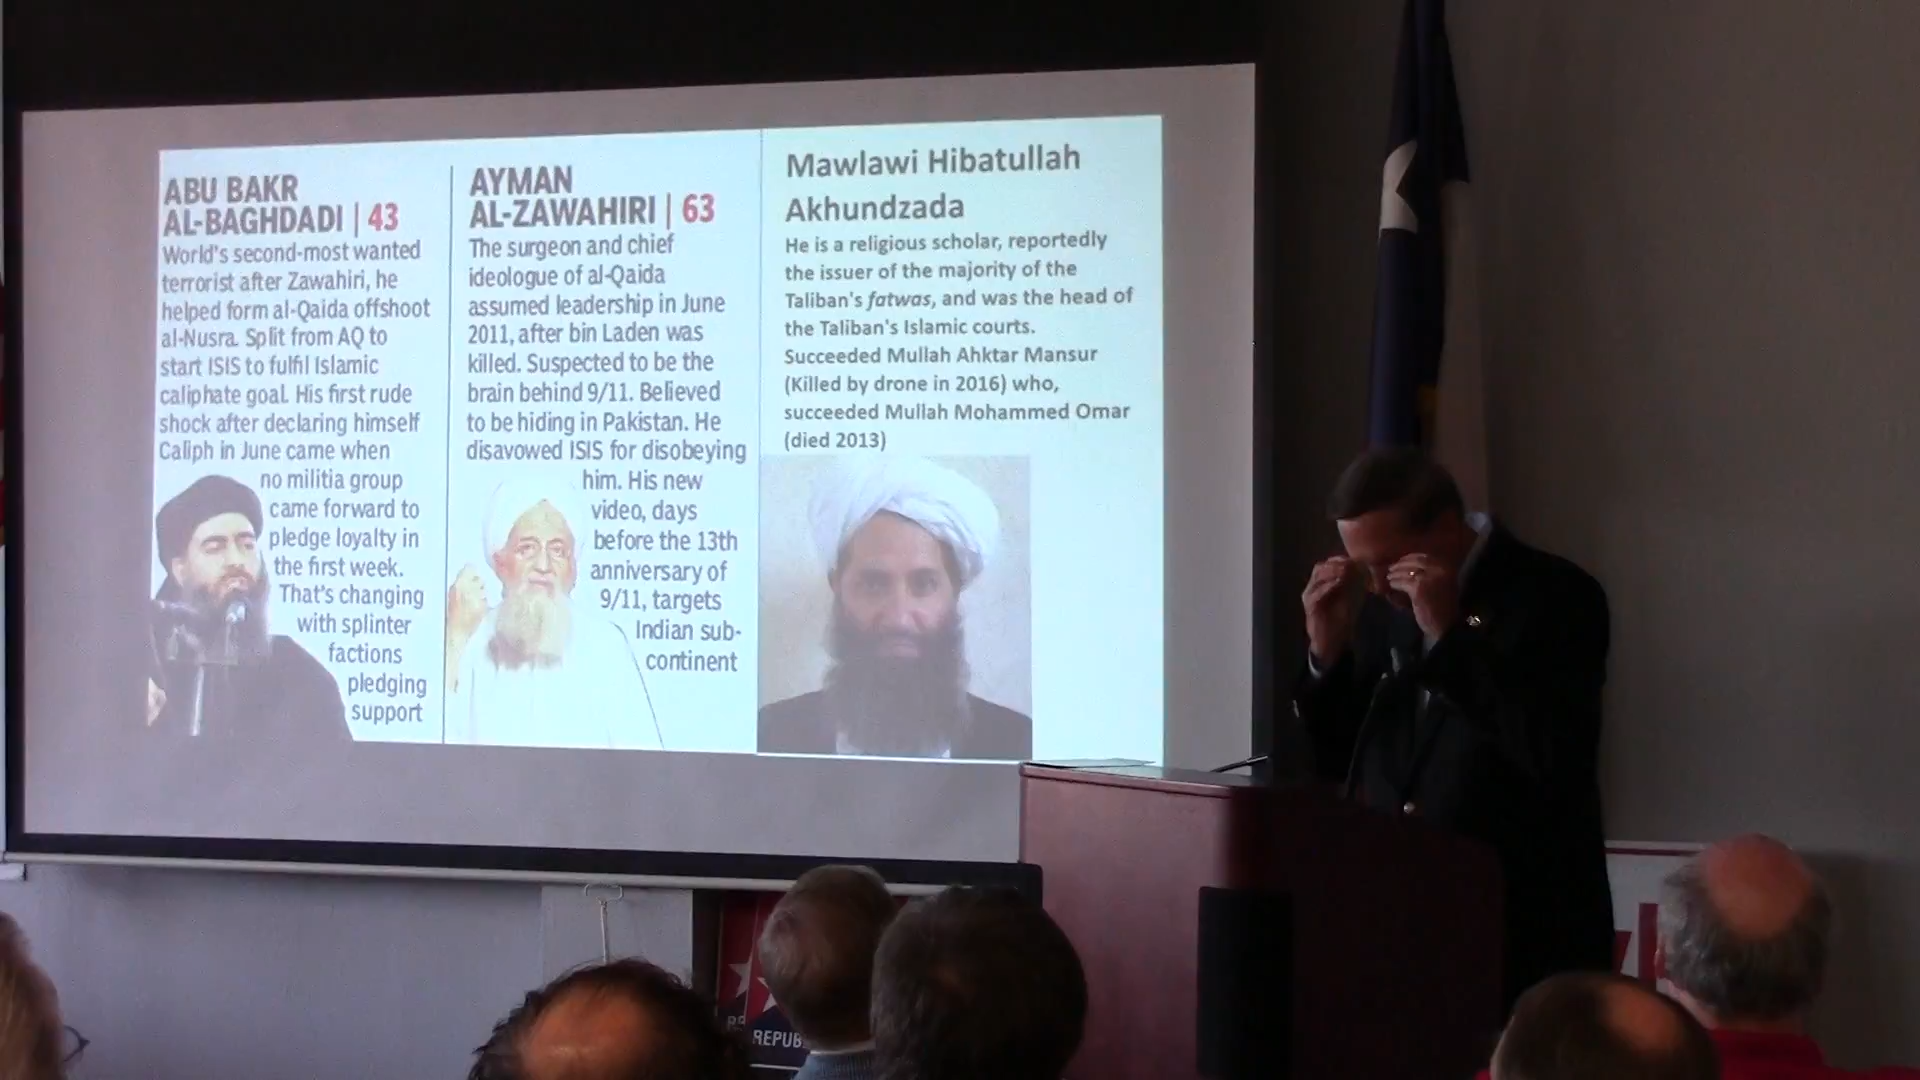 ABU BAKR
AL-BAGHDADI | 43
World's second-most wanted
terrorist after Zawahiri, he
helped form al-Qaida offshoot
al-Nusra. Split from AQ to
start ISIS to fulfil Islamic
caliphate goal. His first rude
shock after declaring himself
Caliph in June came when
no militia group
came forward to
pledge loyalty in
the first week.
That's changing
with splinter
factions
pledging
support
AYMAN
AL-ZAWAHIRI | 63
The surgeon and chief
ideologue of al-Qaida
assumed leadership in June
2011, after bin Laden was
killed. Suspected to be the
brain behind 9/11. Believed
to be hiding in Pakistan. He
disavowed ISIS for disobeying
him. His new
video, days
before the 13th
anniversary of
9/11, targets
Indian sub-
continent
Mawlawi Hibatullah
Akhundzada
He is a religious scholar, reportedly
the issuer of the majority of the
Taliban's fatwas, and was the head of
the Taliban's Islamic courts.
Succeeded Mullah Ahktar Mansur
(Killed by drone in 2016) who,
succeeded Mullah Mohammed Omar
(died 2013)
REPUB